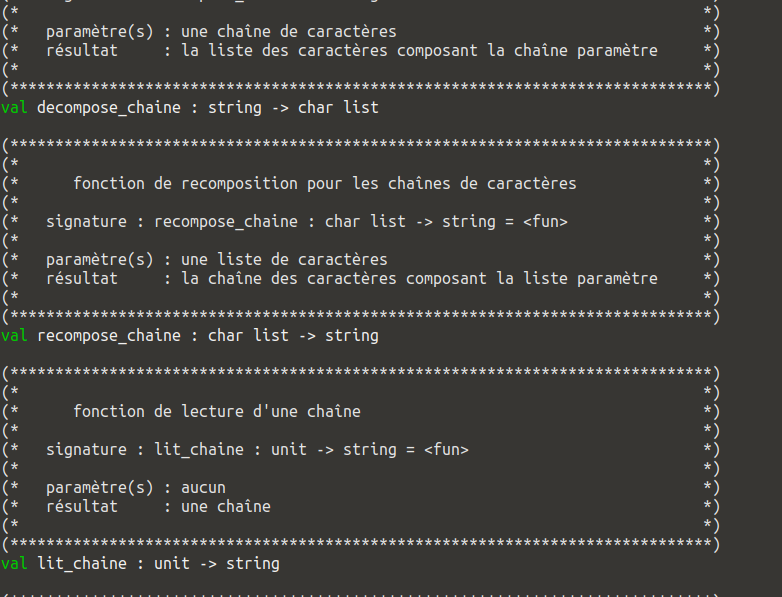 (*                                                                            *)
(*   paramètre(s) : une chaîne de caractères                                  *)
(*   résultat     : la liste des caractères composant la chaîne paramètre     *)
(*                                                                            *)
(******************************************************************************)
val decompose_chaine : string -> char list
(******************************************************************************)
(*                                                                            *)
(*      fonction de recomposition pour les chaînes de caractères              *)
(*                                                                            *)
(*   signature : recompose_chaine : char list -> string = <fun>               *)
(*                                                                            *)
(*   paramètre(s) : une liste de caractères                                   *)
(*   résultat     : la chaîne des caractères composant la liste paramètre     *)
(*                                                                            *)
(******************************************************************************)
val recompose_chaine : char list -> string
(******************************************************************************)
(*                                                                            *)
(*      fonction de lecture d'une chaîne                                      *)
(*                                                                            *)
(*   signature : lit_chaine : unit -> string = <fun>                          *)
(*                                                                            *)
(*   paramètre(s) : aucun                                                     *)
(*   résultat     : une chaîne                                                *)
(*                                                                            *)
(******************************************************************************)
val lit_chaine : unit -> string